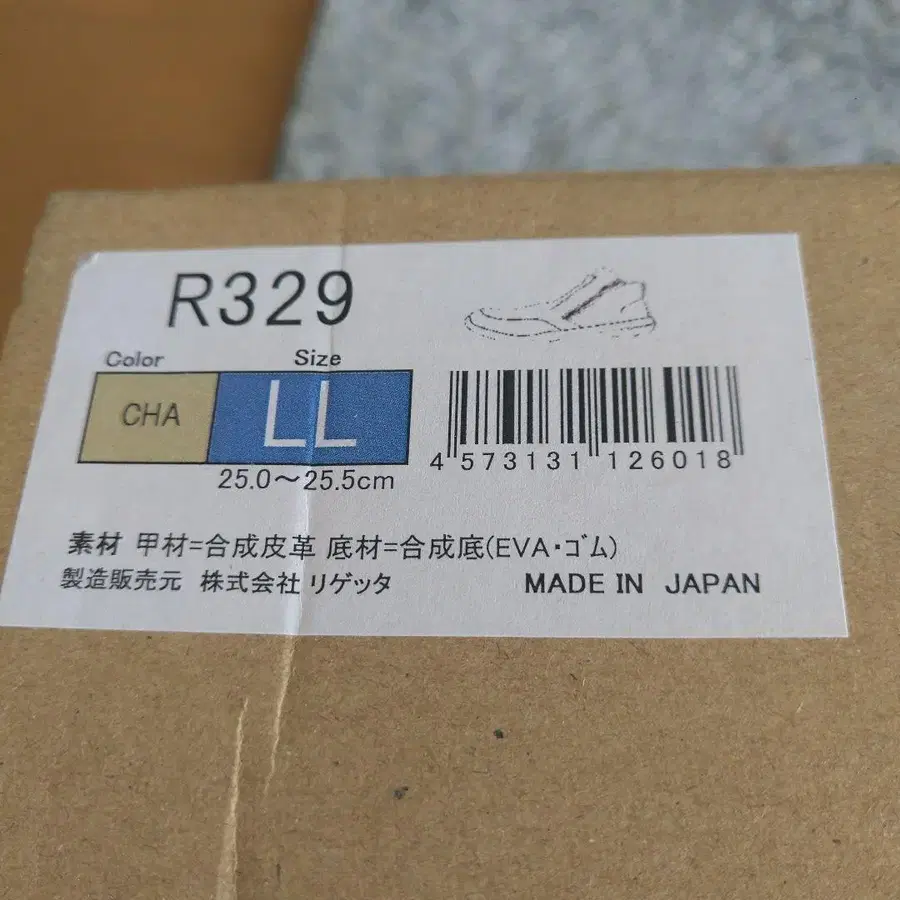 R329
Color Size
CHA LL
25.0～25.5cm
4 573131 126018
素材 甲材=合成皮革 底材=合成底(EVA・ｺﾞム)
製造販売元 株式会社 リゲッタ MADE IN JAPAN